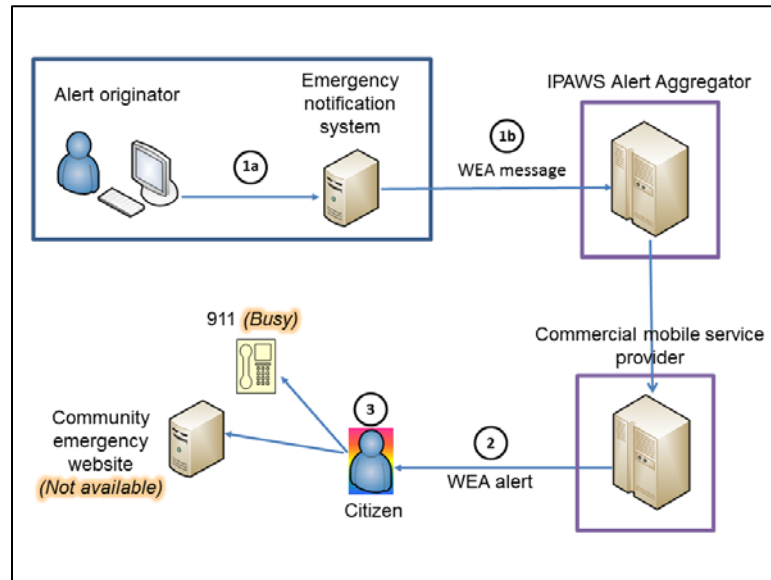 Alert originator
Emergency
notification
system
IPAWS Alert Aggregator
1a
1b
WEA message
911 (Busy)
Commercial mobile service
provider
Community
emergency
website
(Not available)
3
2
WEA alert
Citizen